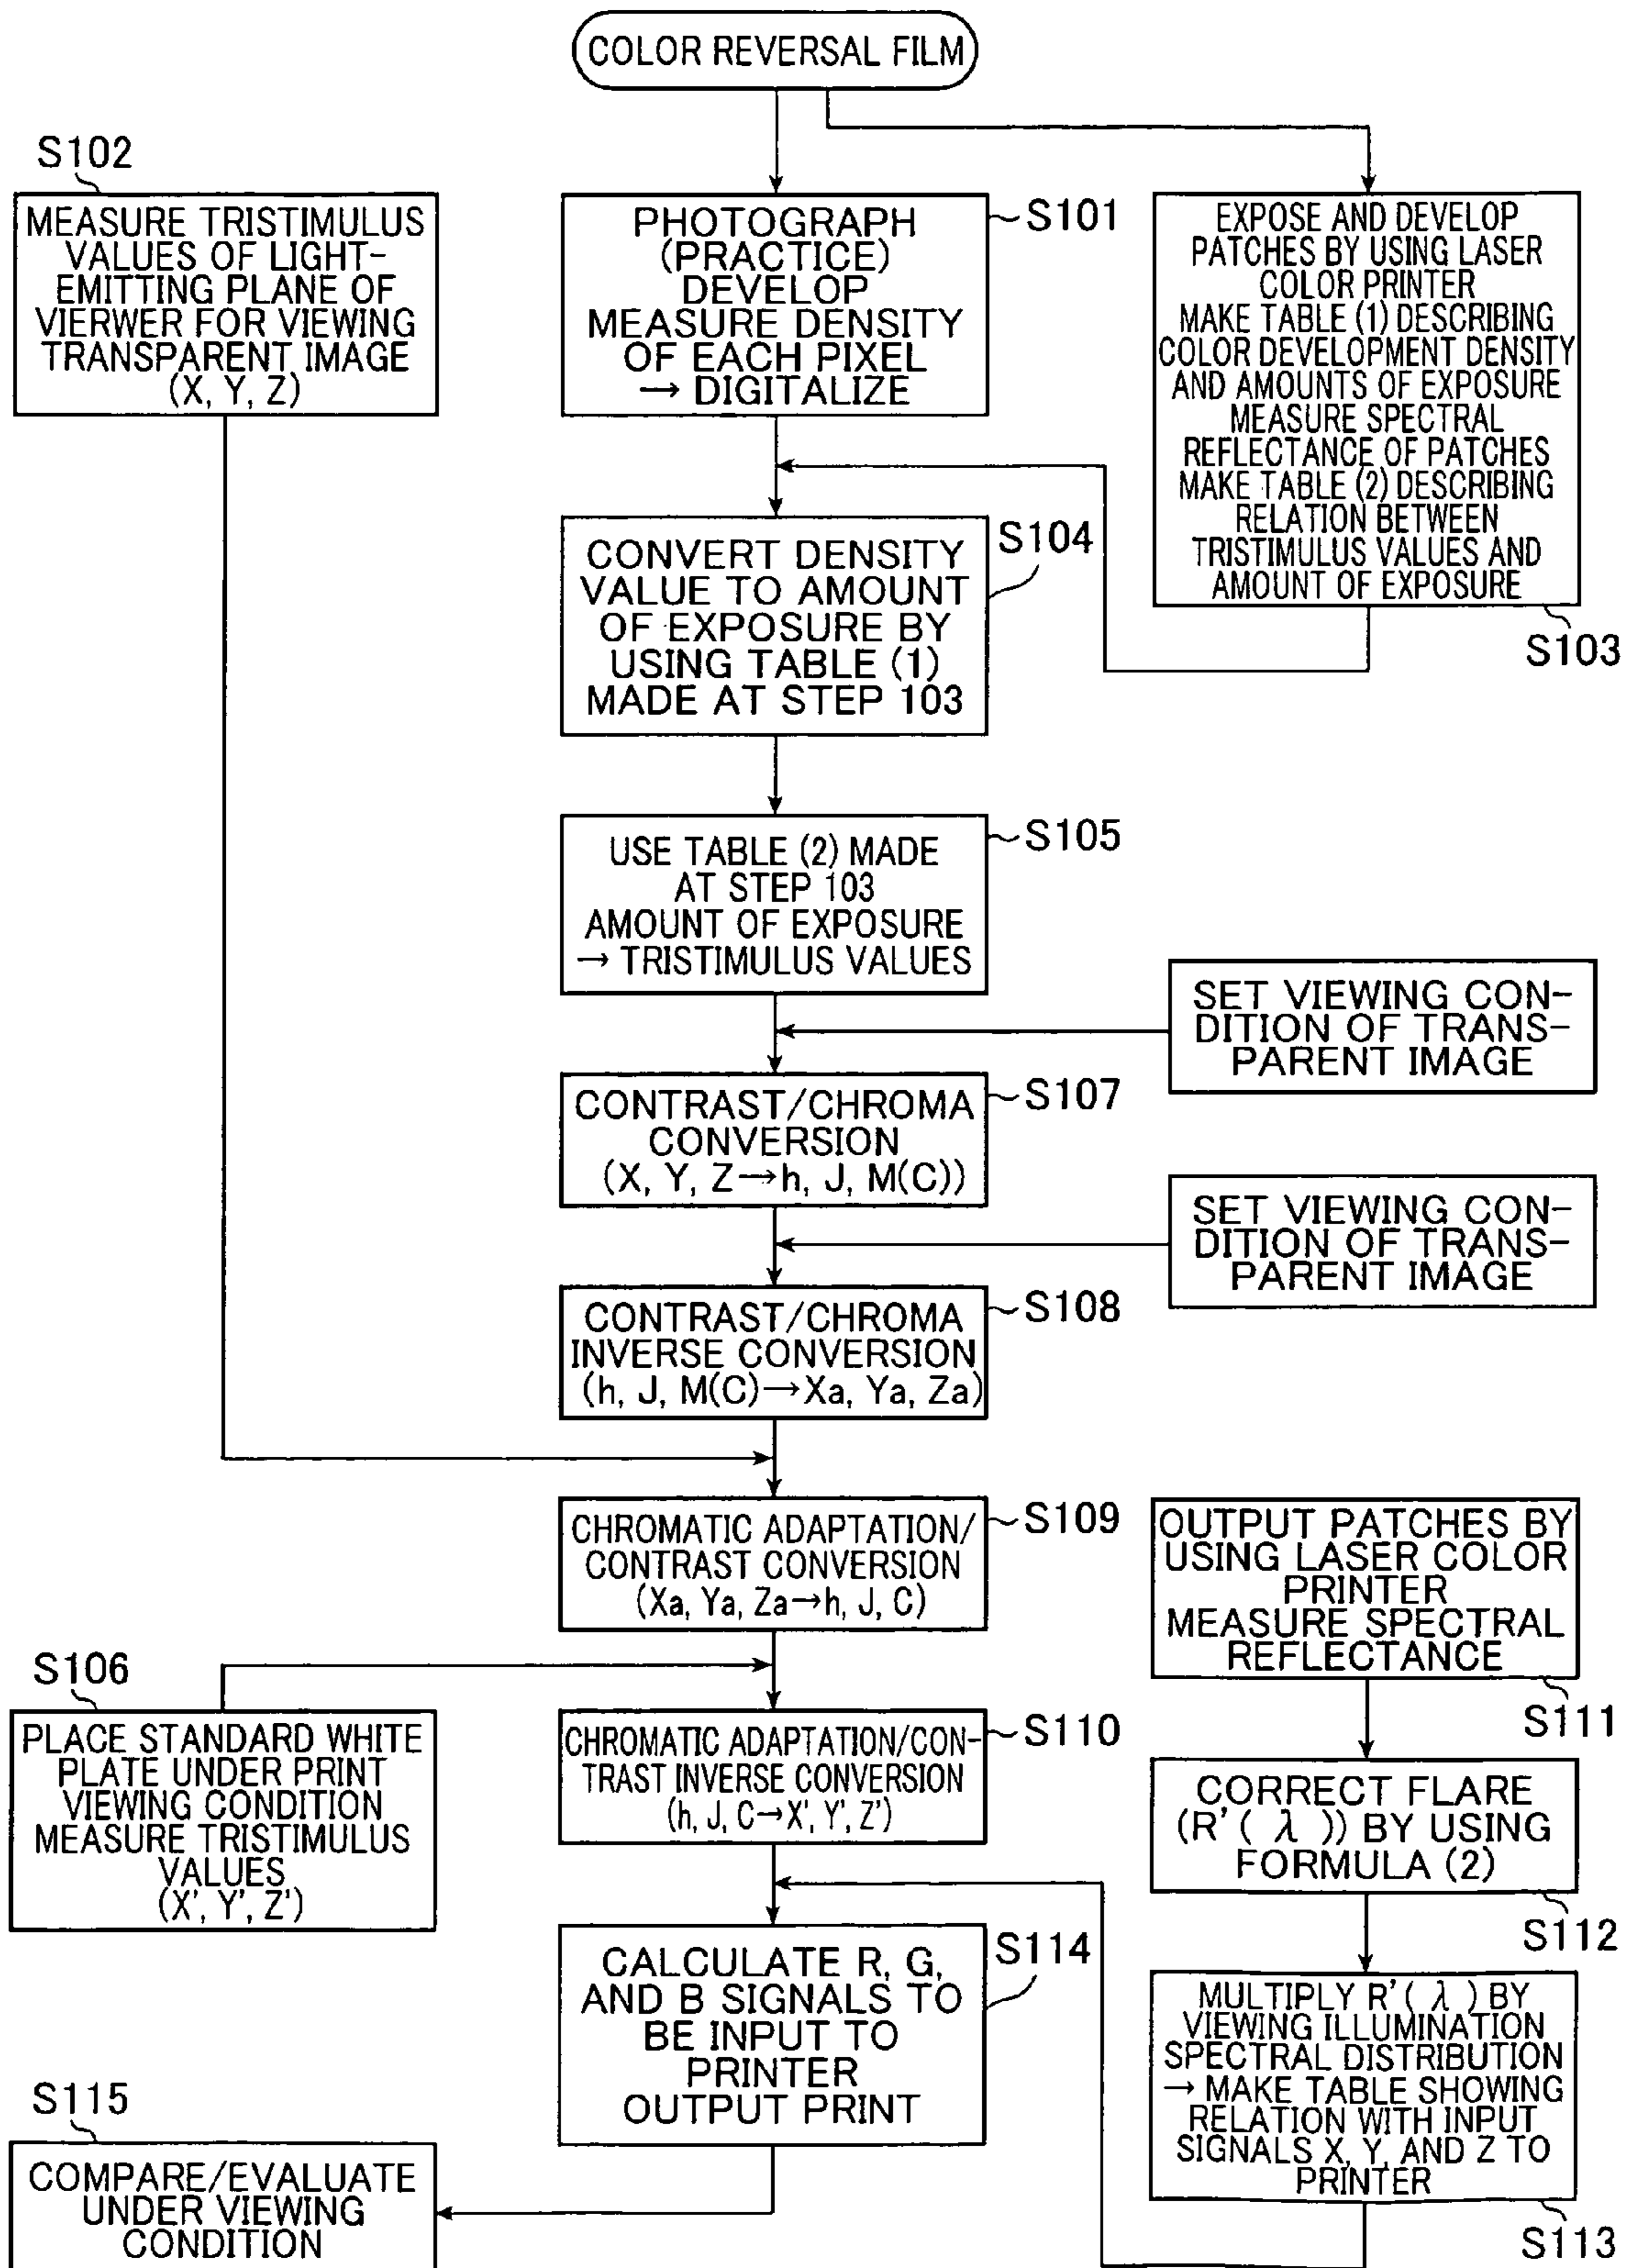 COLOR REVERSAL FILM
S102
MEASURE TRISTIMULUS
VALUES OF LIGHT-
EMITTING PLANE OF
VIERWER FOR VIEWING
TRANSPARENT IMAGE
(X, Y, Z)
PHOTOGRAPH
(PRACTICE)
DEVELOP
MEASURE DENSITY
OF EACH PIXEL
→ DIGITALIZE
S101
EXPOSE AND DEVELOP
PATCHES BY USING LASER
COLOR PRINTER
MAKE TABLE (1) DESCRIBING
COLOR DEVELOPMENT DENSITY
AND AMOUNTS OF EXPOSURE
MEASURE SPECTRAL
REFLECTANCE OF PATCHES
MAKE TABLE (2) DESCRIBING
RELATION BETWEEN
TRISTIMULUS VALUES AND
AMOUNT OF EXPOSURE
S103
CONVERT DENSITY
VALUE TO AMOUNT
OF EXPOSURE BY
USING TABLE (1)
MADE AT STEP 103
S104
USE TABLE (2) MADE
AT STEP 103
AMOUNT OF EXPOSURE
→ TRISTIMULUS VALUES
S105
SET VIEWING CON-
DITION OF TRANS-
PARENT IMAGE
CONTRAST/CHROMA
CONVERSION
(X, Y, Z→h, J, M(C))
S107
SET VIEWING CON-
DITION OF TRANS-
PARENT IMAGE
CONTRAST/CHROMA
INVERSE CONVERSION
(h, J, M(C)→Xa, Ya, Za)
S108
CHROMATIC ADAPTATION/
CONTRAST CONVERSION
(Xa, Ya, Za→h, J, C)
S109
OUTPUT PATCHES BY
USING LASER COLOR
PRINTER
MEASURE SPECTRAL
REFLECTANCE
S111
S106
PLACE STANDARD WHITE
PLATE UNDER PRINT
VIEWING CONDITION
MEASURE TRISTIMULUS
VALUES
(X', Y', Z')
CHROMATIC ADAPTATION/CON-
TRAST INVERSE CONVERSION
(h, J, C→X', Y', Z')
S110
CORRECT FLARE
(R'( λ )) BY USING
FORMULA (2)
S112
CALCULATE R, G,
AND B SIGNALS TO
BE INPUT TO
PRINTER
OUTPUT PRINT
S114
MULTIPLY R'( λ ) BY
VIEWING ILLUMINATION
SPECTRAL DISTRIBUTION
→ MAKE TABLE SHOWING
RELATION WITH INPUT
SIGNALS X, Y, AND Z TO
PRINTER
S113
S115
COMPARE/EVALUATE
UNDER VIEWING
CONDITION